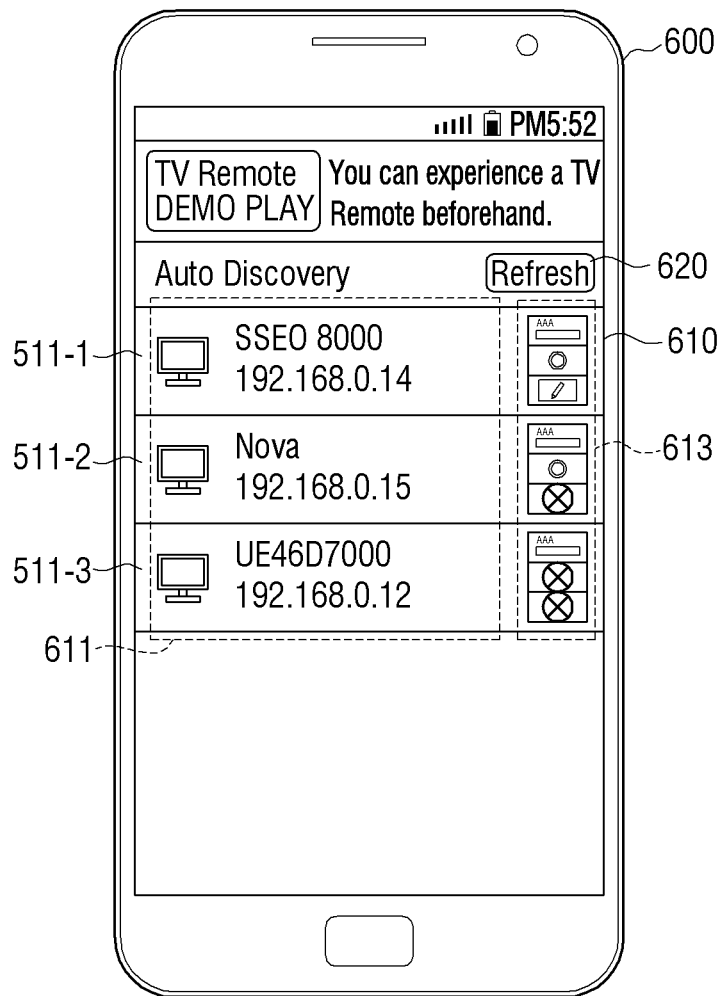 600
PM5:52
TV Remote
DEMO PLAY
You can experience a TV
Remote beforehand.
Auto Discovery
Refresh
620
511-1
SSEO 8000
192.168.0.14
AAA
610
511-2
Nova
192.168.0.15
AAA
613
511-3
UE46D7000
192.168.0.12
AAA
611